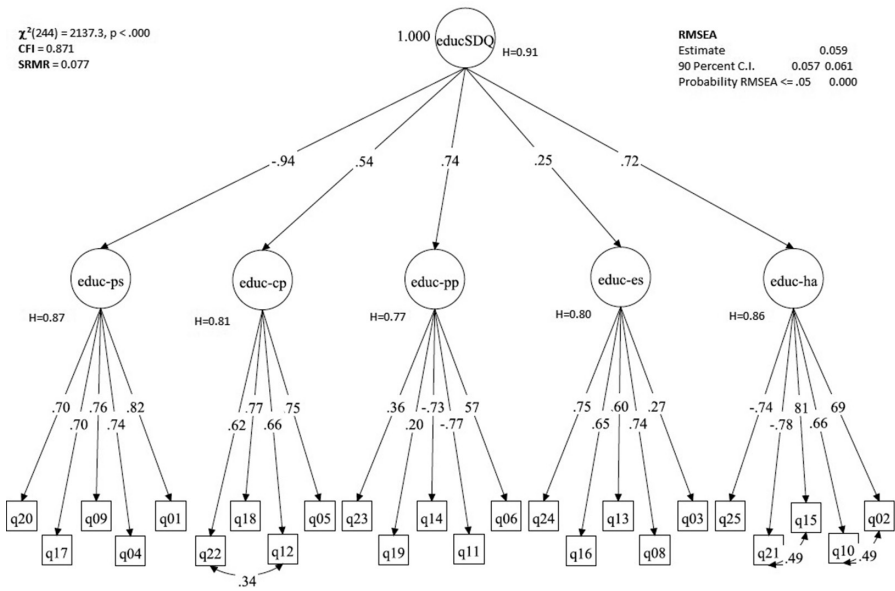 χ²(244) = 2137.3, p < .000
CFI = 0.871
SRMR = 0.077
1.000
educSDQ
H=0.91
RMSEA
Estimate 0.059
90 Percent C.I. 0.057 0.061
Probability RMSEA <= .05 0.000
-.94 .54 .74 .25 .72
educ-ps educ-cp educ-pp educ-es educ-ha
H=0.87 H=0.81 H=0.77 H=0.80 H=0.86
.70 .76 .82 .77 .75 .36 -.73 57 .75 .60 .27 -.74 81 69
.70 .74 .62 .66 .20 -.77 .65 .74 -.78 .66
q20 q09 q01 q18 q05 q23 q14 q06 q24 q13 q03 q25 q15 q02
q17 q04 q22 q12 q19 q11 q16 q08 q21 q10
.34 .49 .49